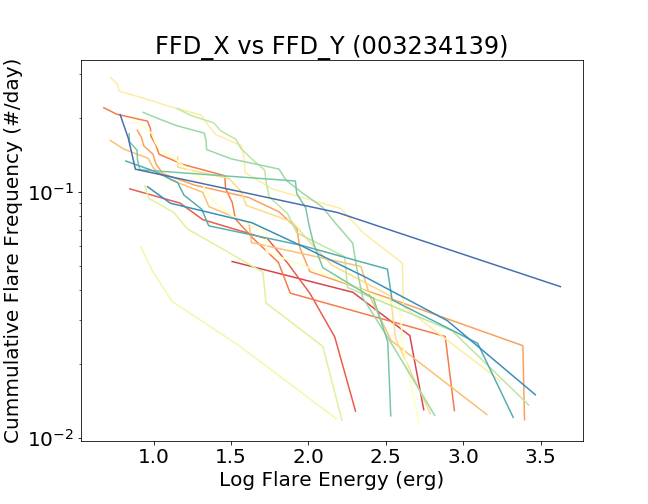 FFD_X vs FFD_Y (003234139)
Cummulative Flare Frequency (#/day)
10⁻¹
10⁻²
1.0 1.5 2.0 2.5 3.0 3.5
Log Flare Energy (erg)